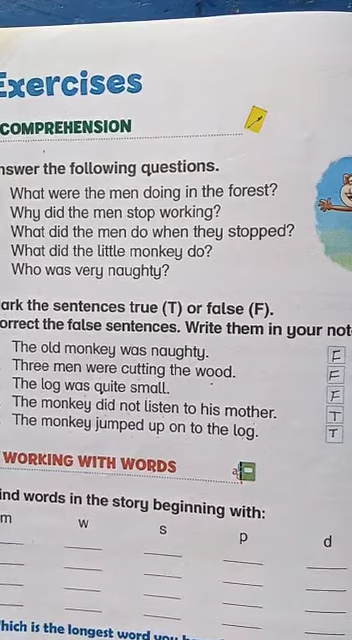 Exercises
COMPREHENSION
nswer the following questions.
What were the men doing in the forest?
Why did the men stop working?
What did the men do when they stopped?
What did the little monkey do?
Who was very naughty?
ark the sentences true (T) or false (F).
orrect the false sentences. Write them in your not
The old monkey was naughty. F
Three men were cutting the wood. F
The log was quite small. F
The monkey did not listen to his mother. T
The monkey jumped up on to the log. T
WORKING WITH WORDS
ind words in the story beginning with:
m w s p d
hich is the longest word you